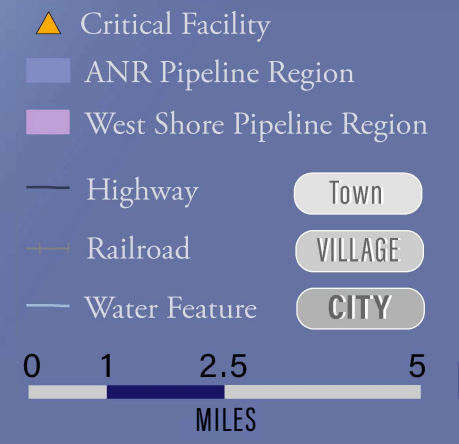 Critical Facility
ANR Pipeline Region
West Shore Pipeline Region
Highway
Town
Railroad
VILLAGE
Water Feature
CITY
0 1 2.5 5
MILES